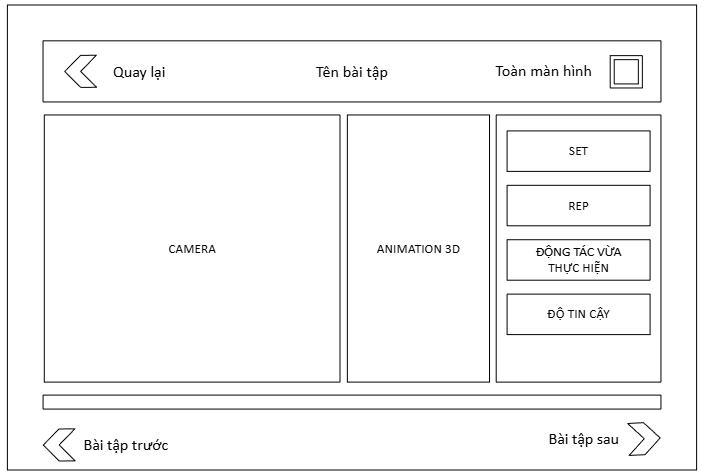 Quay lại
Tên bài tập
Toàn màn hình
CAMERA
ANIMATION 3D
SET
REP
ĐỘNG TÁC VỪA
THỰC HIỆN
ĐỘ TIN CẬY
Bài tập trước
Bài tập sau